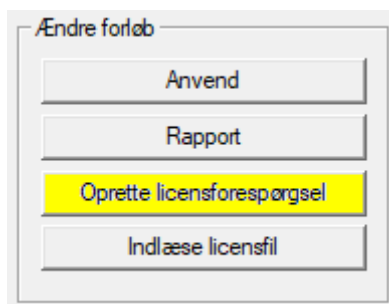 Ændre forløb
Anvend
Rapport
Oprette licensforespørgsel
Indlæse licensfil